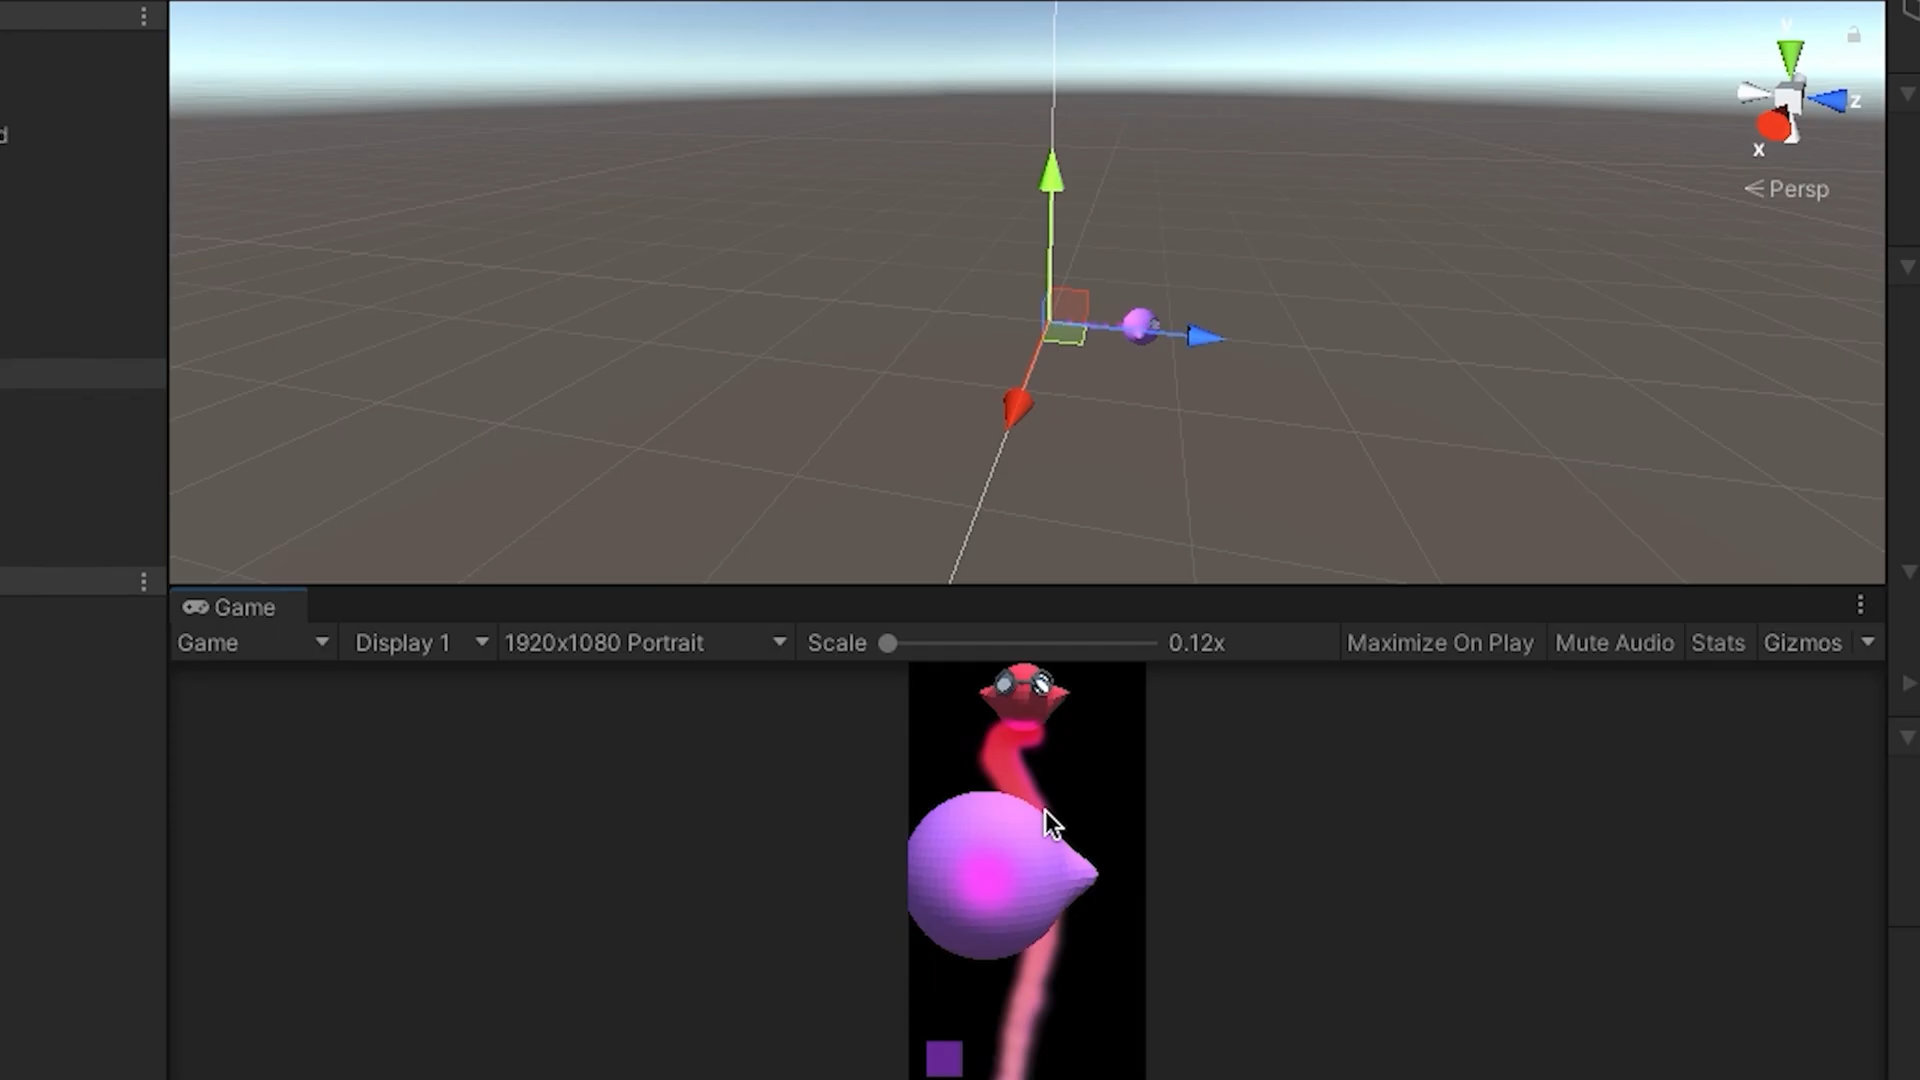 y
z
x
< Persp
d
Game
Game Display 1 1920x1080 Portrait Scale 0.12x Maximize On Play Mute Audio Stats Gizmos